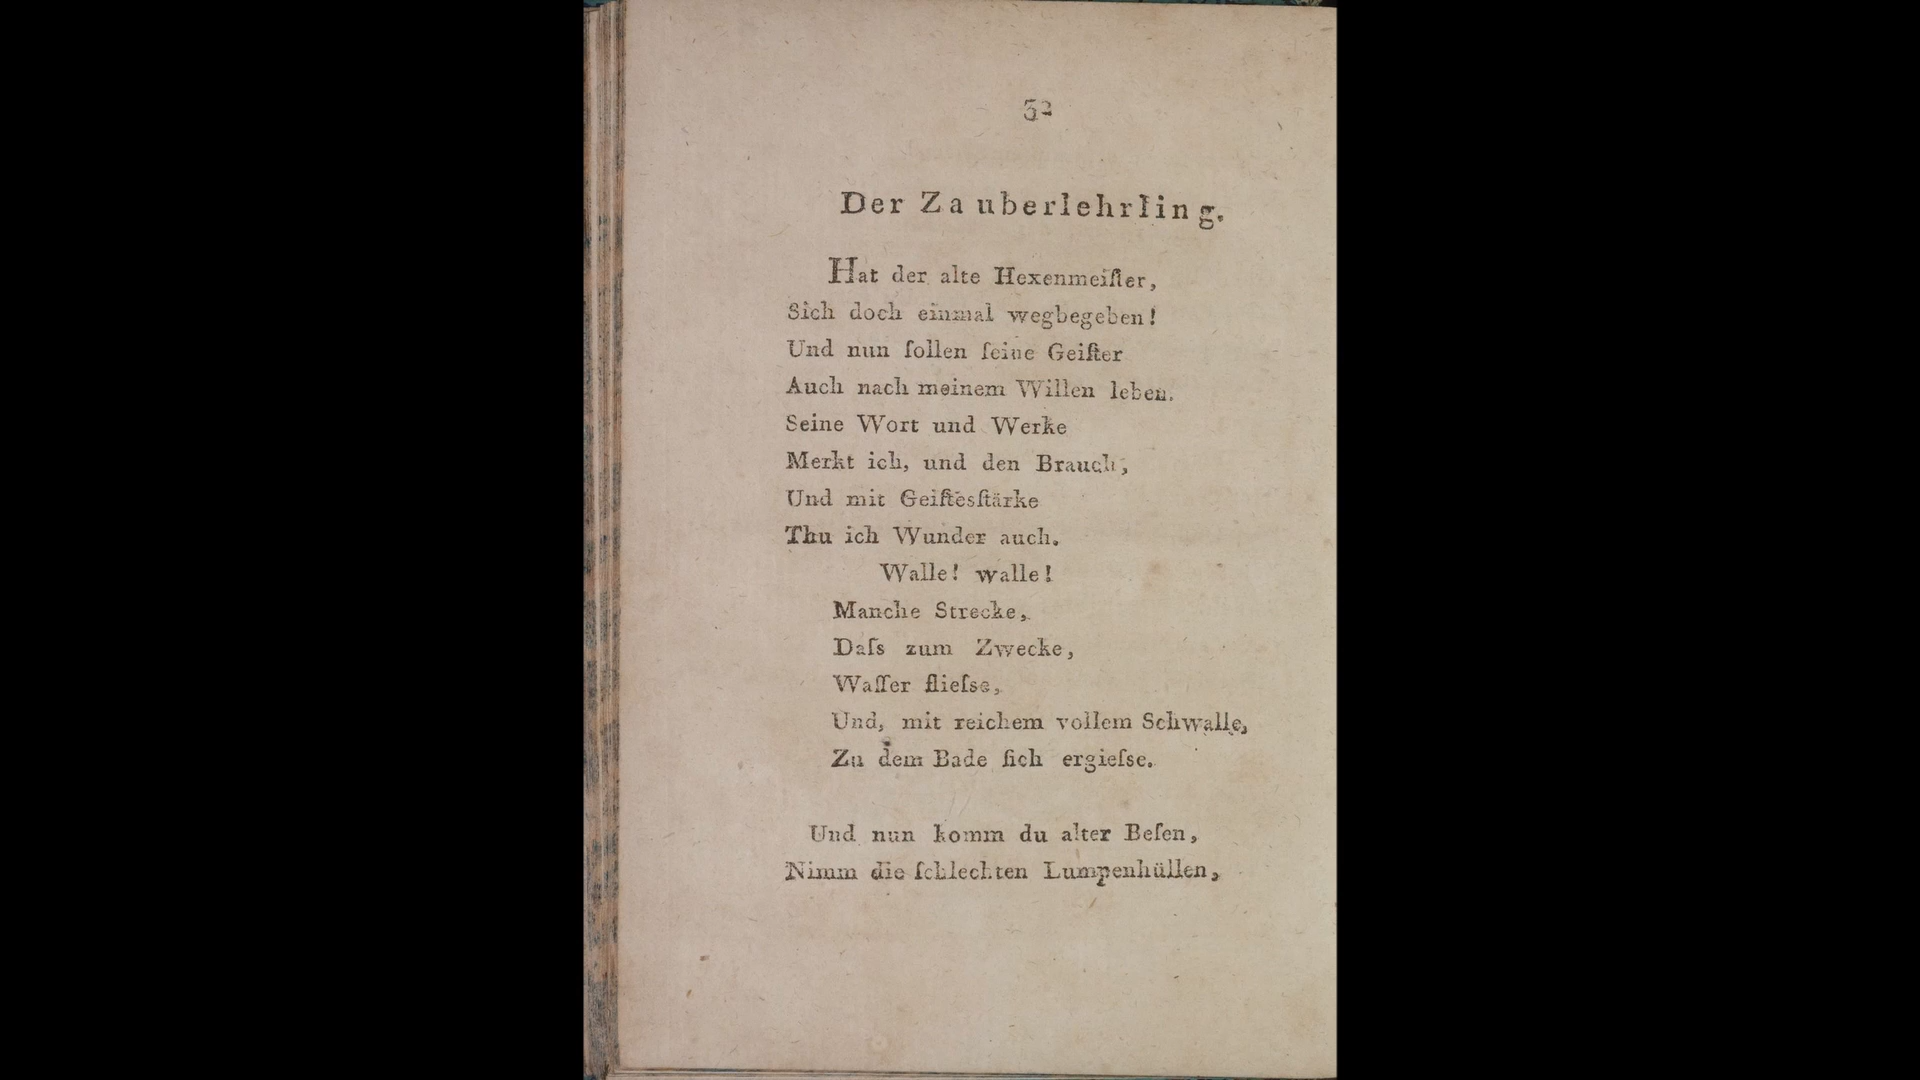 32
Der Zauberlehrling.
Hat der alte Hexenmeiſter,
Sich doch einmal wegbegeben!
Und nun ſollen ſeine Geiſter
Auch nach meinem Willen leben.
Seine Wort und Werke
Merkt ich, und den Brauch,
Und mit Geiſtesſtärke
Thu ich Wunder auch.
Walle! walle!
Manche Strecke,
Daſs zum Zwecke,
Waſſer flieſse,
Und, mit reichem vollem Schwalle,
Zu dem Bade ſich ergieſse.
Und nun komm du alter Beſen,
Nimm die ſchlechten Lumpenhüllen,